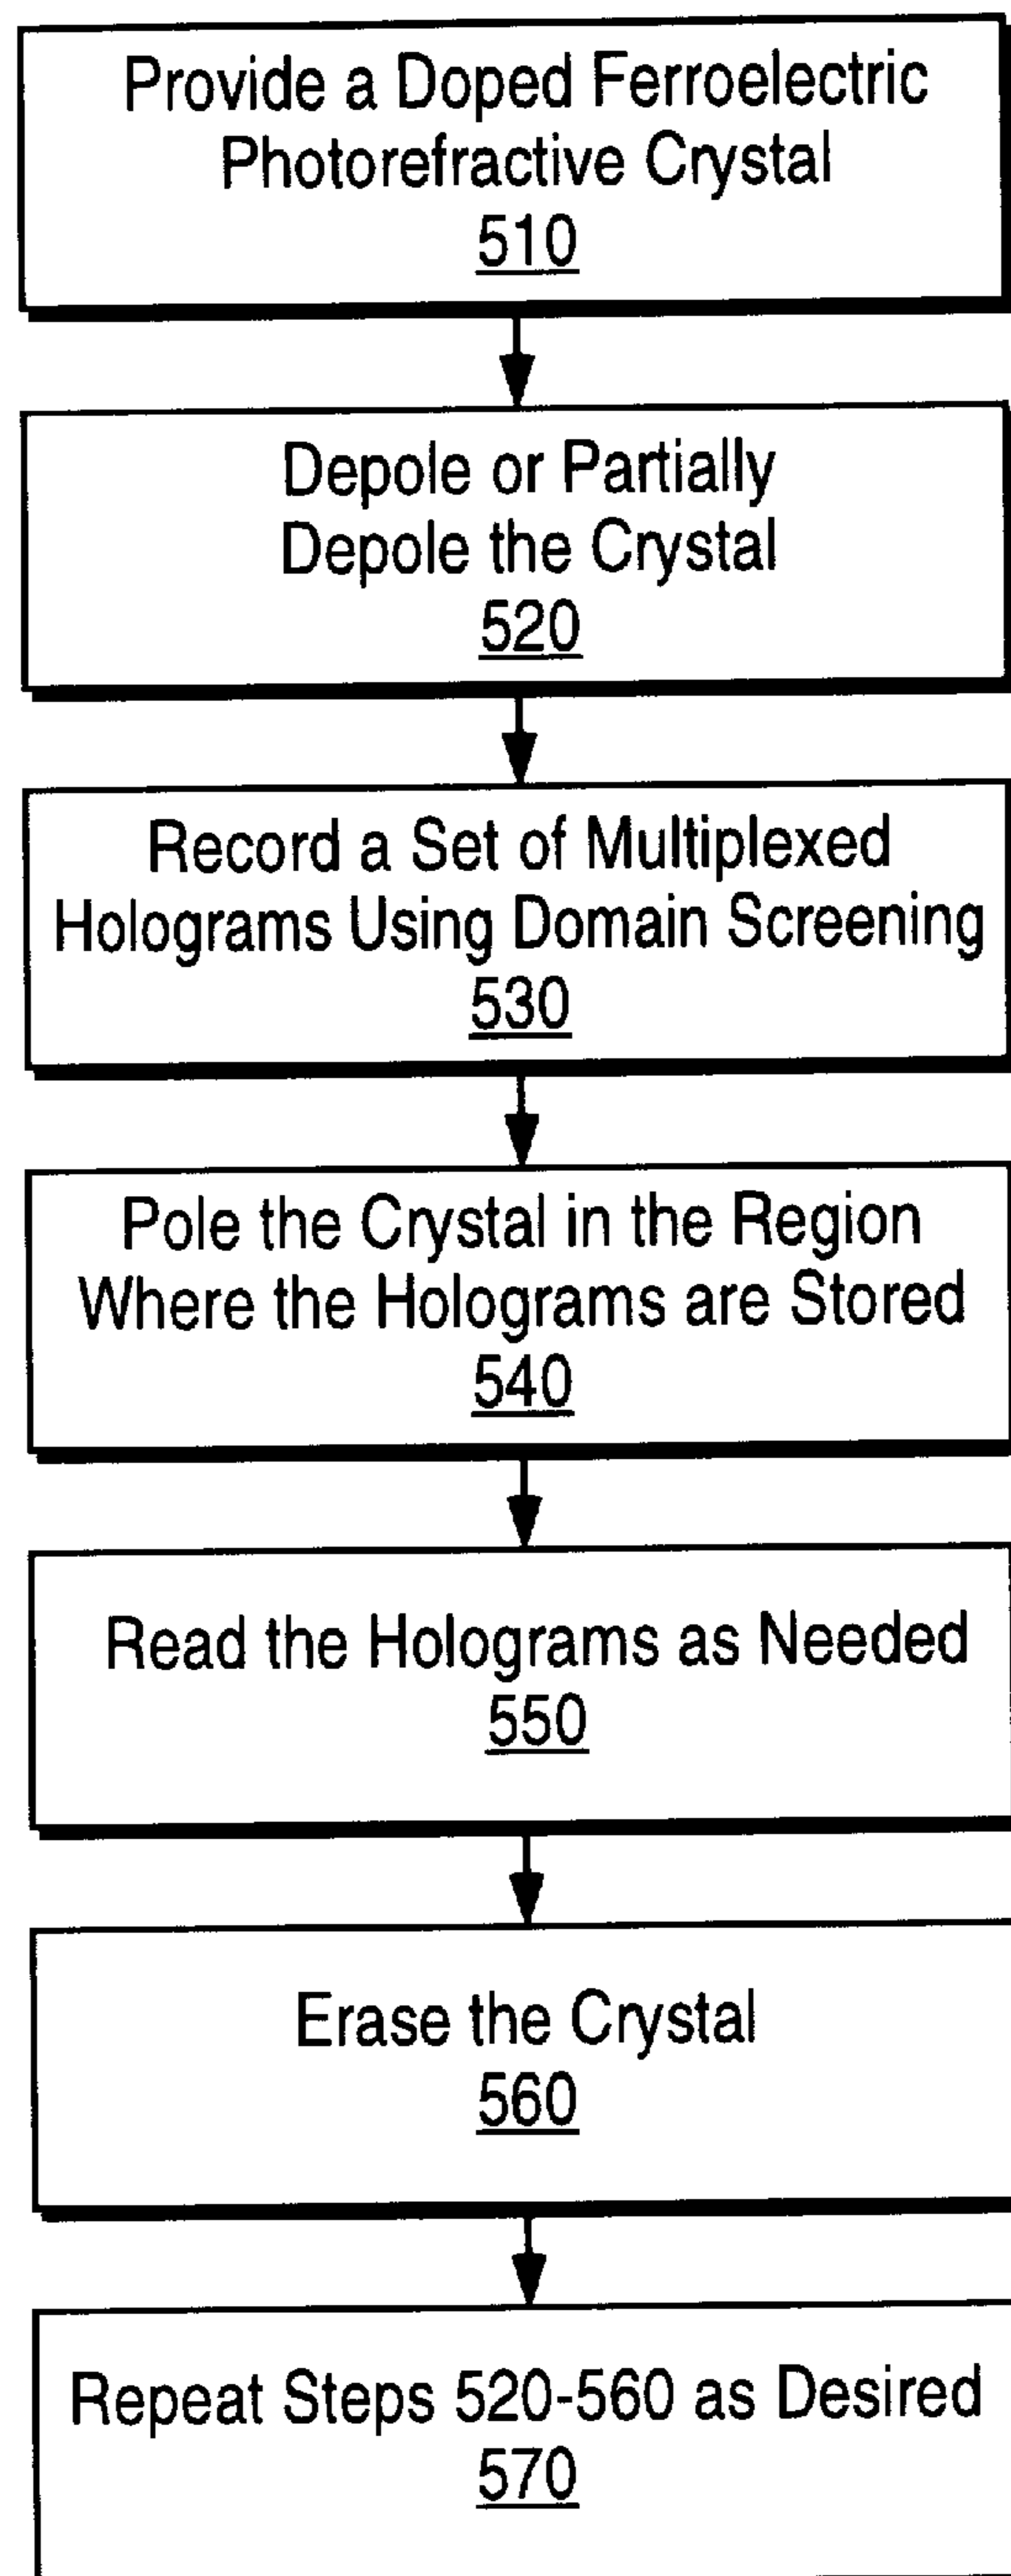 Provide a Doped Ferroelectric
Photorefractive Crystal
510
Depole or Partially
Depole the Crystal
520
Record a Set of Multiplexed
Holograms Using Domain Screening
530
Pole the Crystal in the Region
Where the Holograms are Stored
540
Read the Holograms as Needed
550
Erase the Crystal
560
Repeat Steps 520-560 as Desired
570